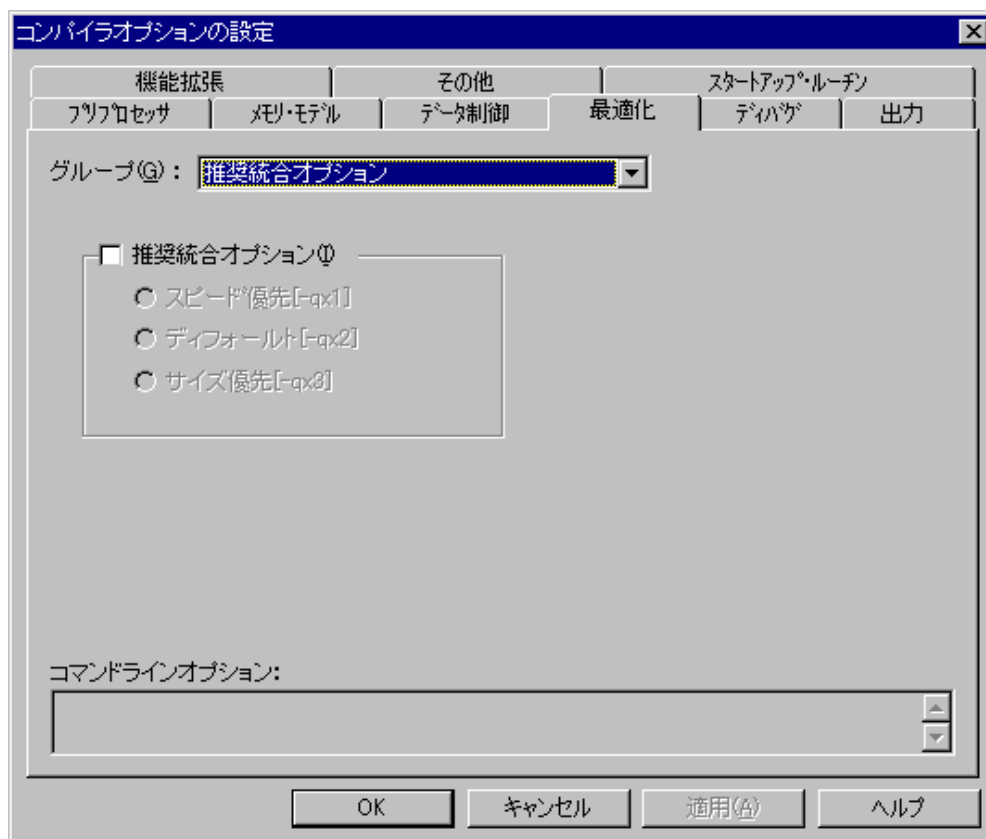 コンパイラオプションの設定
機能拡張 その他 スタートアップ・ルーチン
プリプロセッサ メモリ・モデル データ制御 最適化 ディバグ 出力
グループ(G)： 推奨統合オプション
推奨統合オプション(I)
スピード優先[-qx1]
ディフォールト[-qx2]
サイズ優先[-qx3]
コマンドラインオプション:
OK キャンセル 適用(A) ヘルプ